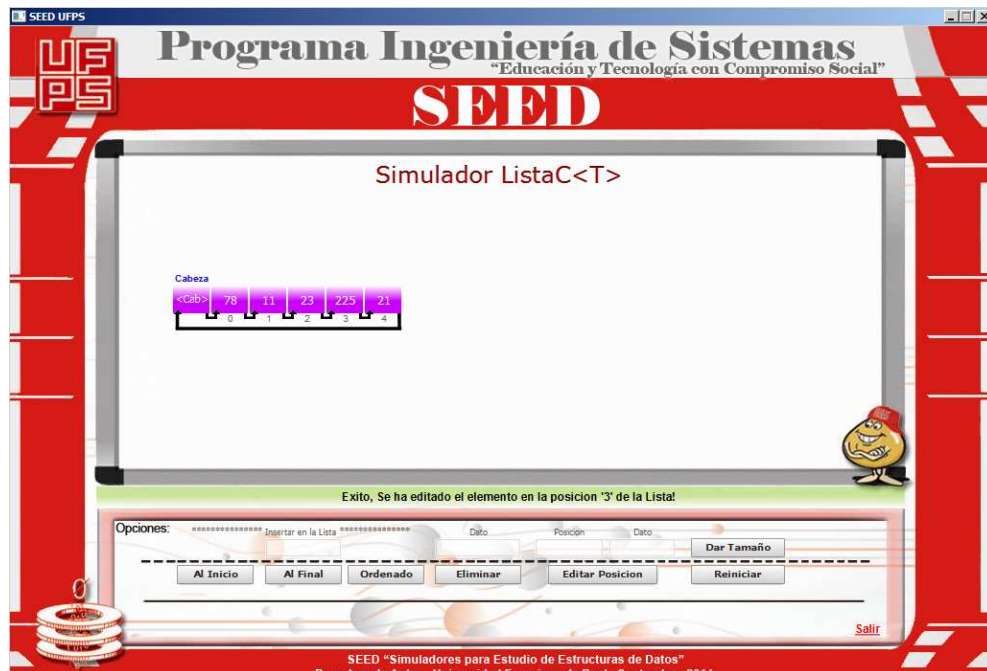 SEED UFPS
UFPS
Programa Ingeniería de Sistemas
“Educación y Tecnología con Compromiso Social”
SEED
Simulador ListaC<T>
Cabeza
<Cab> 78 11 23 225 21
0 1 2 3 4
Exito, Se ha editado el elemento en la posicion '3' de la Lista!
Opciones: *************** Insertar en la Lista *************** Dato Posición Dato
Dar Tamaño
Al Inicio Al Final Ordenado Eliminar Editar Posicion Reiniciar
Salir
SEED “Simuladores para Estudio de Estructuras de Datos”